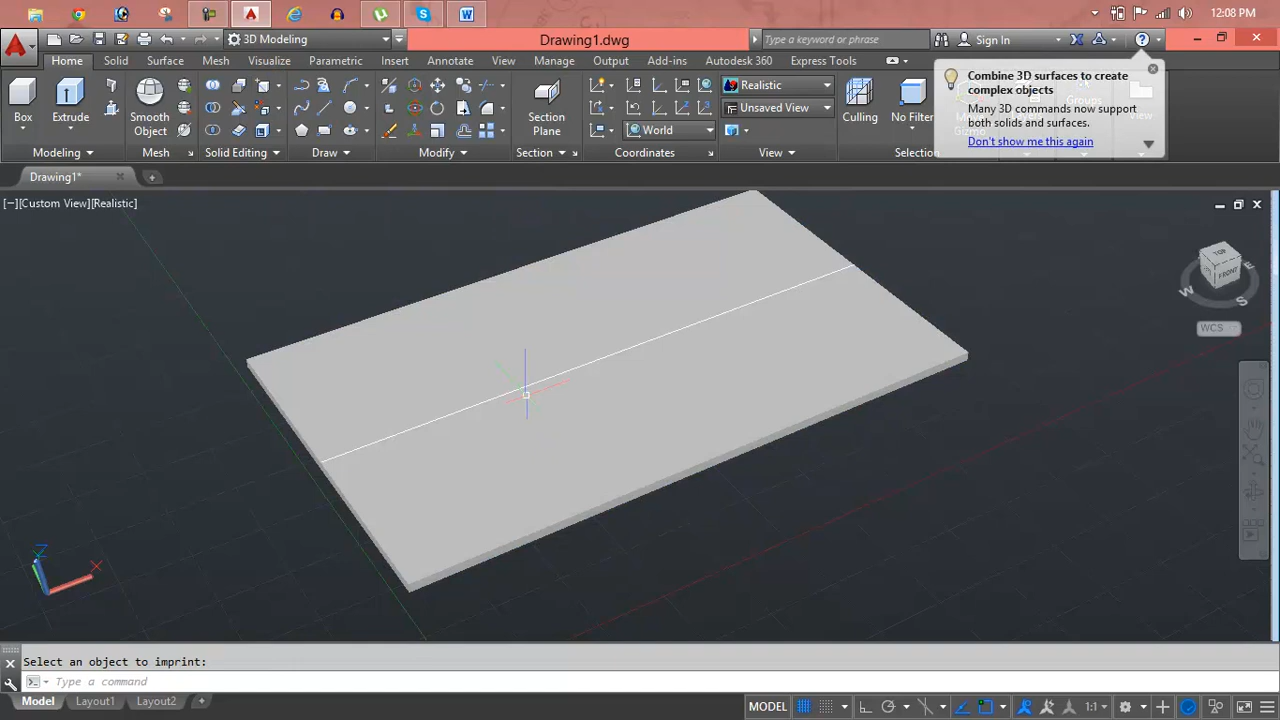 12:08 PM
3D Modeling
Drawing1.dwg
Type a keyword or phrase
Sign In
Home Solid Surface Mesh Visualize Parametric Insert Annotate View Manage Output Add-ins Autodesk 360 Express Tools
Combine 3D surfaces to create
complex objects
Many 3D commands now support
both solids and surfaces.
Don't show me this again
Realistic
Unsaved View
World
Box
Extrude
Smooth
Object
Section
Plane
Culling
No Filter
Groups
View
Modeling
Mesh
Solid Editing
Draw
Modify
Section
Coordinates
View
Selection
Drawing1*
[−][Custom View][Realistic]
TOP
FRONT
W
S
E
WCS
Z
X
Select an object to imprint:
Type a command
Model Layout1 Layout2
MODEL
1:1